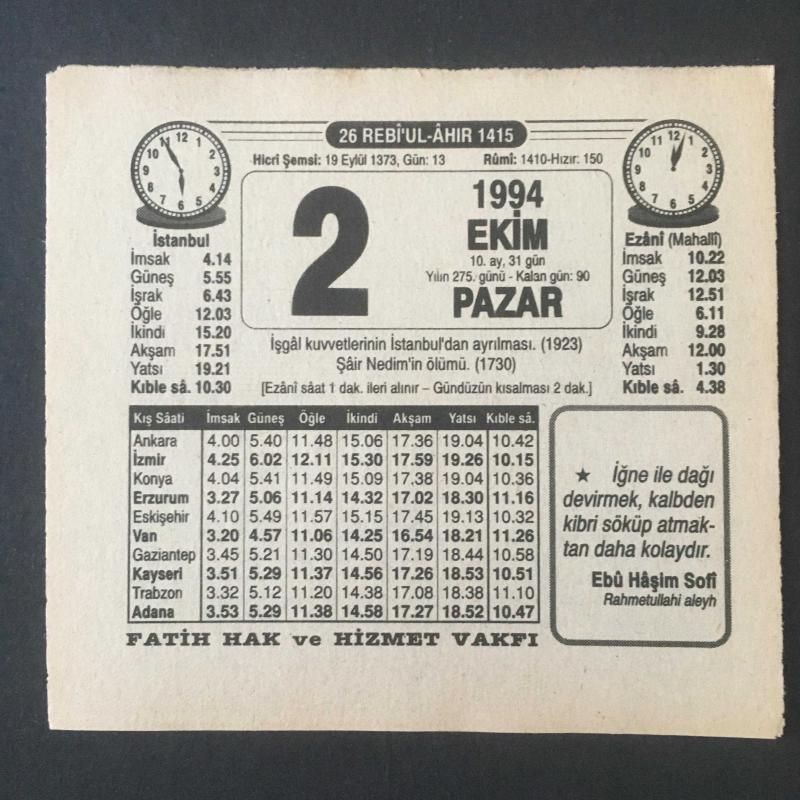 26 REBÎ'UL-ÂHIR 1415
Hicrî Şemsî: 19 Eylül 1373, Gün: 13 Rûmî: 1410-Hızır: 150
2
1994
EKİM
10. ay, 31 gün
Yılın 275. günü - Kalan gün: 90
PAZAR
İstanbul
İmsak 4.14
Güneş 5.55
İşrak 6.43
Öğle 12.03
İkindi 15.20
Akşam 17.51
Yatsı 19.21
Kıble sâ. 10.30
Ezânî (Mahallî)
İmsak 10.22
Güneş 12.03
İşrak 12.51
Öğle 6.11
İkindi 9.28
Akşam 12.00
Yatsı 1.30
Kıble sâ. 4.38
İşgâl kuvvetlerinin İstanbul'dan ayrılması. (1923)
Şâir Nedim'in ölümü. (1730)
[Ezânî sâat 1 dak. ileri alınır – Gündüzün kısalması 2 dak.]
Kış Sâati İmsak Güneş Öğle İkindi Akşam Yatsı Kıble sâ.
Ankara 4.00 5.40 11.48 15.06 17.36 19.04 10.42
İzmir 4.25 6.02 12.11 15.30 17.59 19.26 10.15
Konya 4.04 5.41 11.49 15.09 17.38 19.04 10.36
Erzurum 3.27 5.06 11.14 14.32 17.02 18.30 11.16
Eskişehir 4.10 5.49 11.57 15.15 17.45 19.13 10.32
Van 3.20 4.57 11.06 14.25 16.54 18.21 11.26
Gaziantep 3.45 5.21 11.30 14.50 17.19 18.44 10.58
Kayseri 3.51 5.29 11.37 14.56 17.26 18.53 10.51
Trabzon 3.32 5.12 11.20 14.38 17.08 18.38 11.10
Adana 3.53 5.29 11.38 14.58 17.27 18.52 10.47
FATİH HAK ve HİZMET VAKFI
★ İğne ile dağı
devirmek, kalbden
kibri söküp atmak-
tan daha kolaydır.
Ebû Hâşim Sofî
Rahmetullahi aleyh